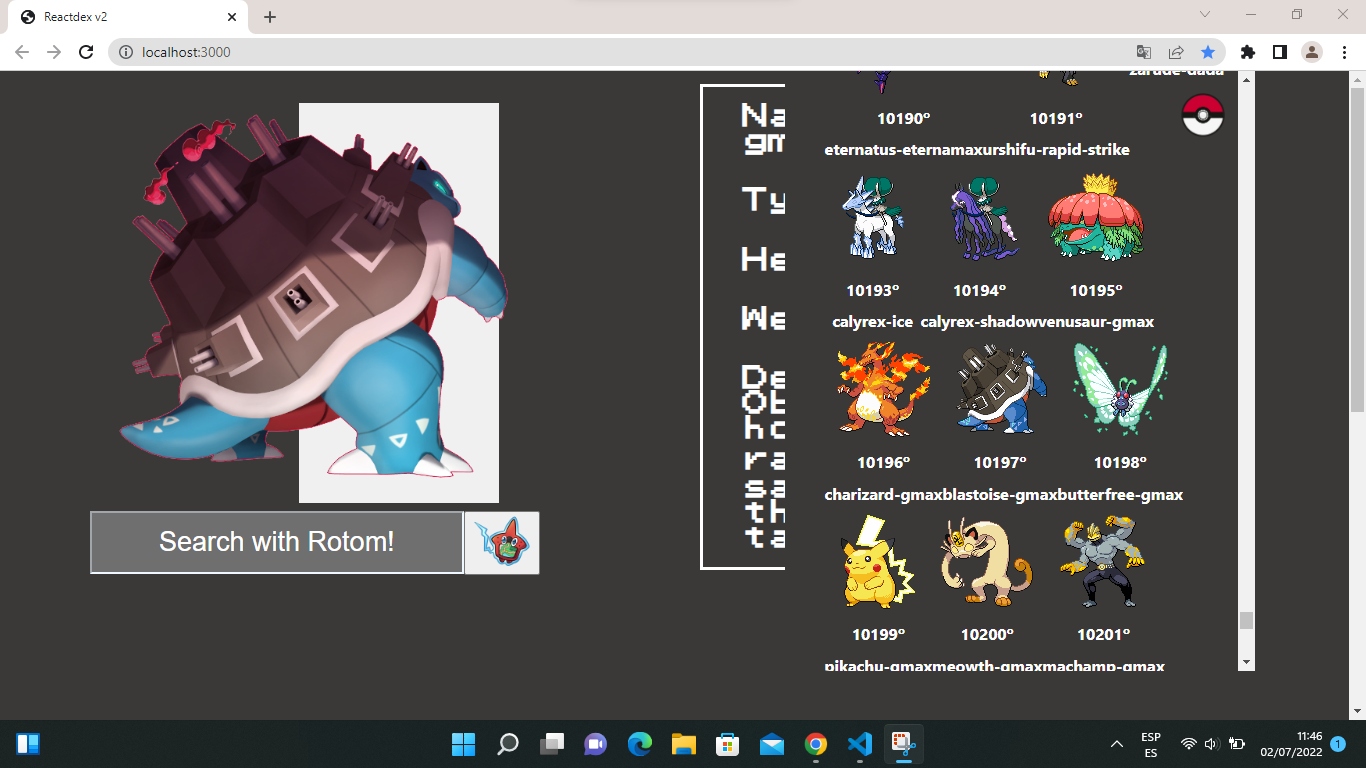 Reactdex v2
localhost:3000
zarude-dada
10190º
10191º
eternatus-eternamaxurshifu-rapid-strike
10193º
10194º
10195º
calyrex-ice calyrex-shadowvenusaur-gmax
10196º
10197º
10198º
charizard-gmaxblastoise-gmaxbutterfree-gmax
10199º
10200º
10201º
pikachu-gmaxmeowth-gmaxmachamp-gmax
Na
gm
Ty
He
We
De
ho
ra
sa
th
ta
Search with Rotom!
ESP
ES
11:46
02/07/2022
1